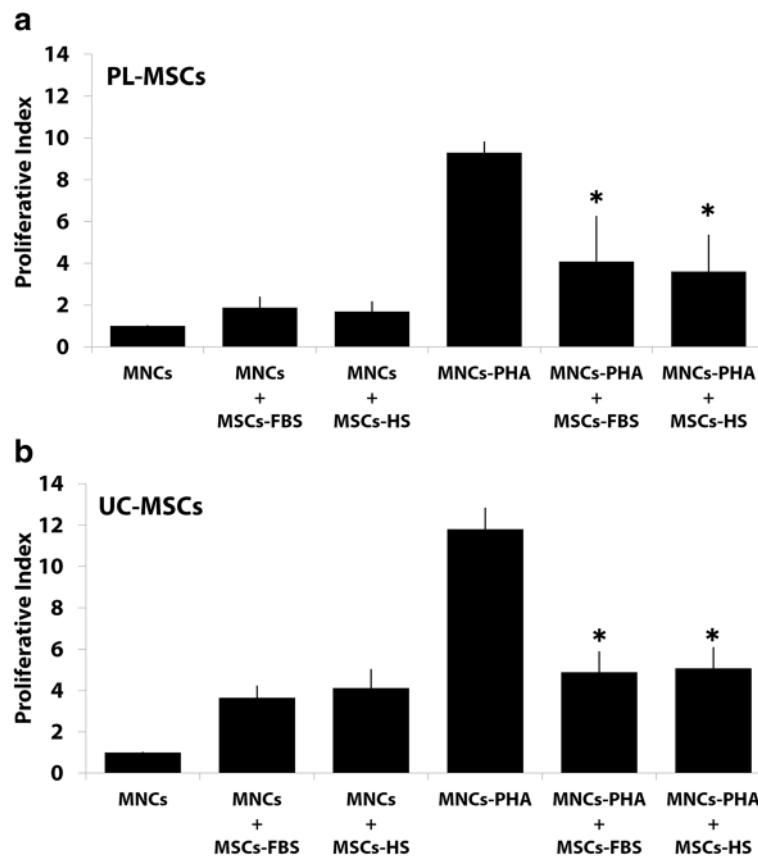 a
PL-MSCs
Proliferative Index
14
12
10
8
6
4
2
0
MNCs
MNCs
+
MSCs-FBS
MNCs
+
MSCs-HS
MNCs-PHA
MNCs-PHA
+
MSCs-FBS
MNCs-PHA
+
MSCs-HS
*
*
b
UC-MSCs
Proliferative Index
14
12
10
8
6
4
2
0
MNCs
MNCs
+
MSCs-FBS
MNCs
+
MSCs-HS
MNCs-PHA
MNCs-PHA
+
MSCs-FBS
MNCs-PHA
+
MSCs-HS
*
*